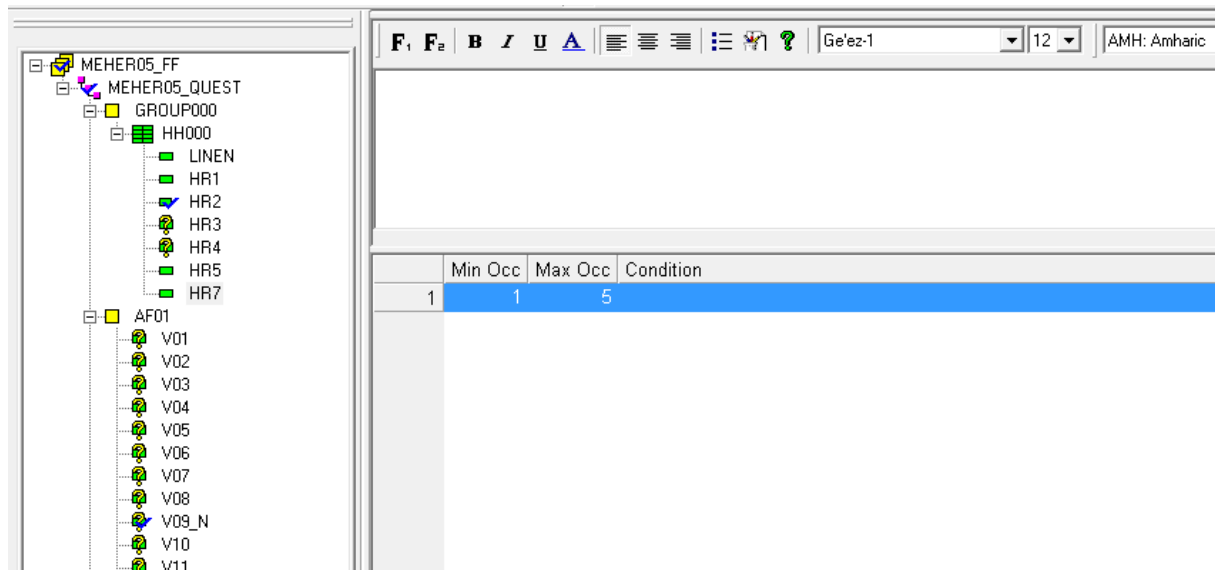 F1 F2 B I U A Ge'ez-1 12 AMH: Amharic
MEHER05_FF
MEHER05_QUEST
GROUP000
HH000
LINEN
HR1
HR2
HR3
HR4
HR5
HR7
AF01
V01
V02
V03
V04
V05
V06
V07
V08
V09_N
V10
V11
Min Occ Max Occ Condition
1 1 5